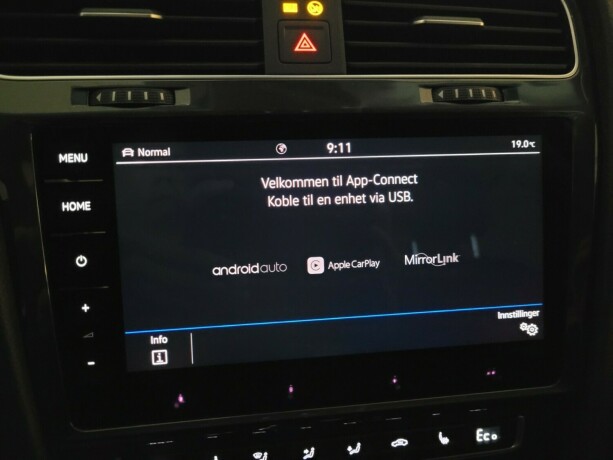 MENU
Normal
9:11
19.0°C
HOME
Velkommen til App-Connect
Koble til en enhet via USB.
androidauto
Apple CarPlay
MirrorLink
Info
Innstillinger
Eco